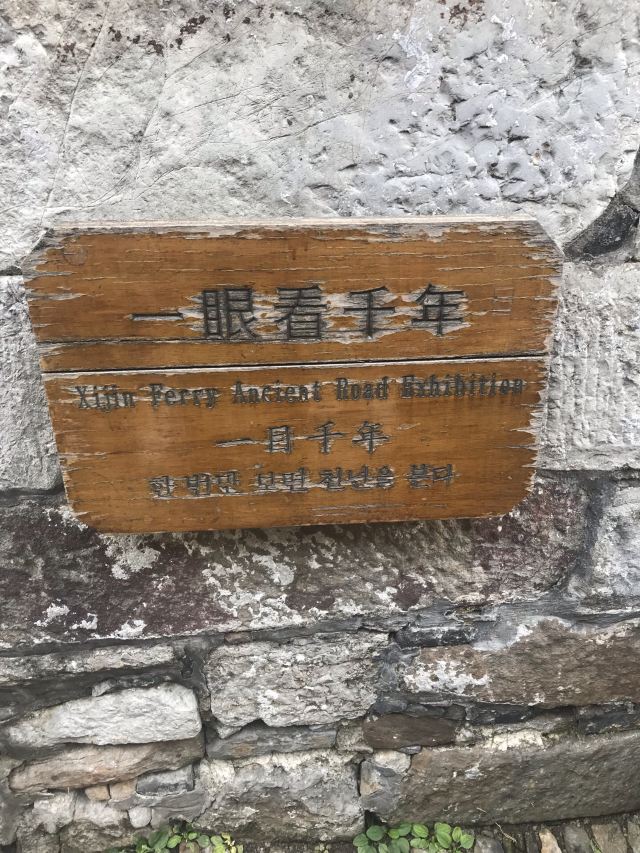 一眼看千年
Xijin Ferry Ancient Road Exhibition
一目千年
한 번만 보면 천년을 본다